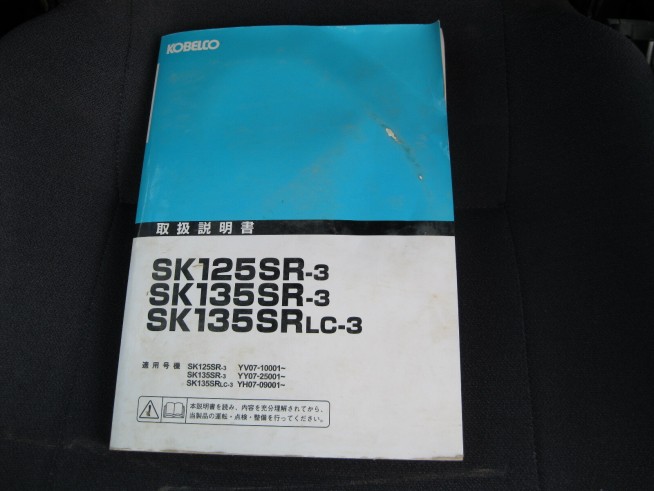 KOBELCO
取扱説明書
SK125SR-3
SK135SR-3
SK135SRLC-3
適用号機 SK125SR-3 YV07-10001~
SK135SR-3 YY07-25001~
SK135SRLC-3 YH07-09001~
本説明書を読み、内容を充分理解されてから、
当製品の運転・点検・整備を行ってください。